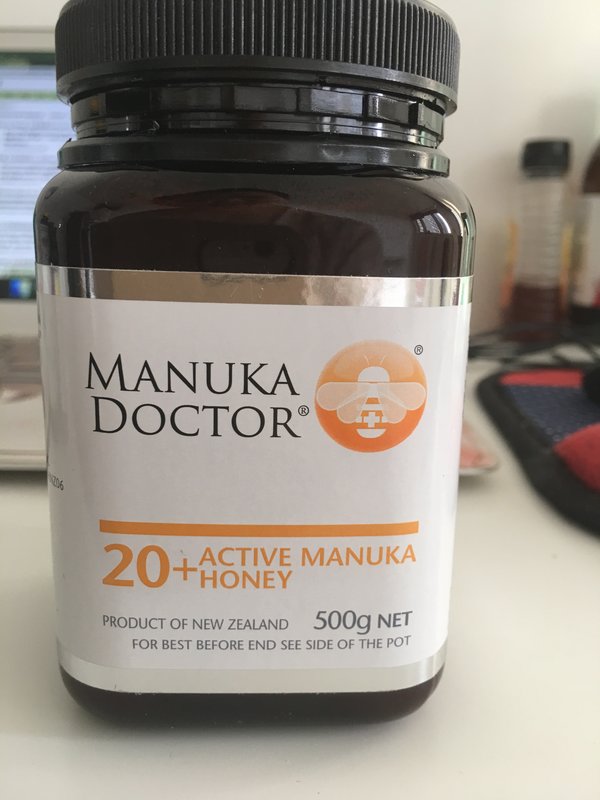 MANUKA
DOCTOR®
®
20+ ACTIVE MANUKA
HONEY
PRODUCT OF NEW ZEALAND 500g NET
FOR BEST BEFORE END SEE SIDE OF THE POT